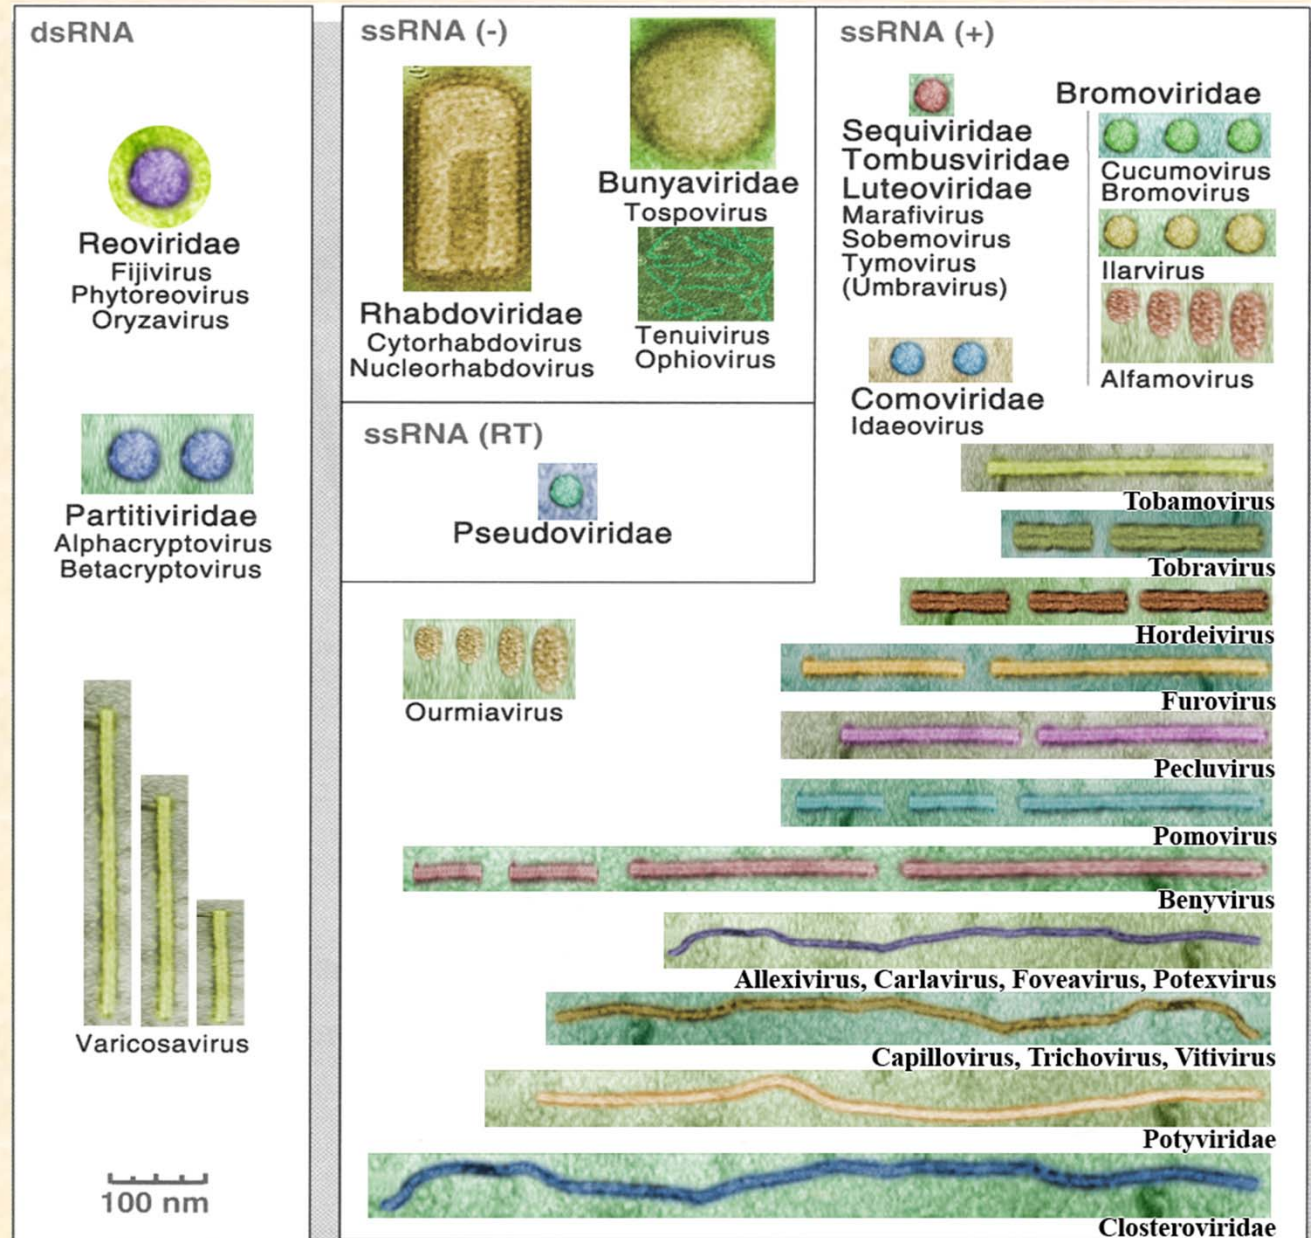 dsRNA
Reoviridae
Fijivirus
Phytoreovirus
Oryzavirus
Partitiviridae
Alphacryptovirus
Betacryptovirus
Varicosavirus
100 nm
ssRNA (-)
Rhabdoviridae
Cytorhabdovirus
Nucleorhabdovirus
Bunyaviridae
Tospovirus
Tenuivirus
Ophiovirus
ssRNA (RT)
Pseudoviridae
ssRNA (+)
Sequiviridae
Tombusviridae
Luteoviridae
Marafivirus
Sobemovirus
Tymovirus
(Umbravirus)
Bromoviridae
Cucumovirus
Bromovirus
Ilarvirus
Alfamovirus
Comoviridae
Idaeovirus
Ourmiavirus
Tobamovirus
Tobravirus
Hordeivirus
Furovirus
Pecluvirus
Pomovirus
Benyvirus
Allexivirus, Carlavirus, Foveavirus, Potexvirus
Capillovirus, Trichovirus, Vitivirus
Potyviridae
Closteroviridae